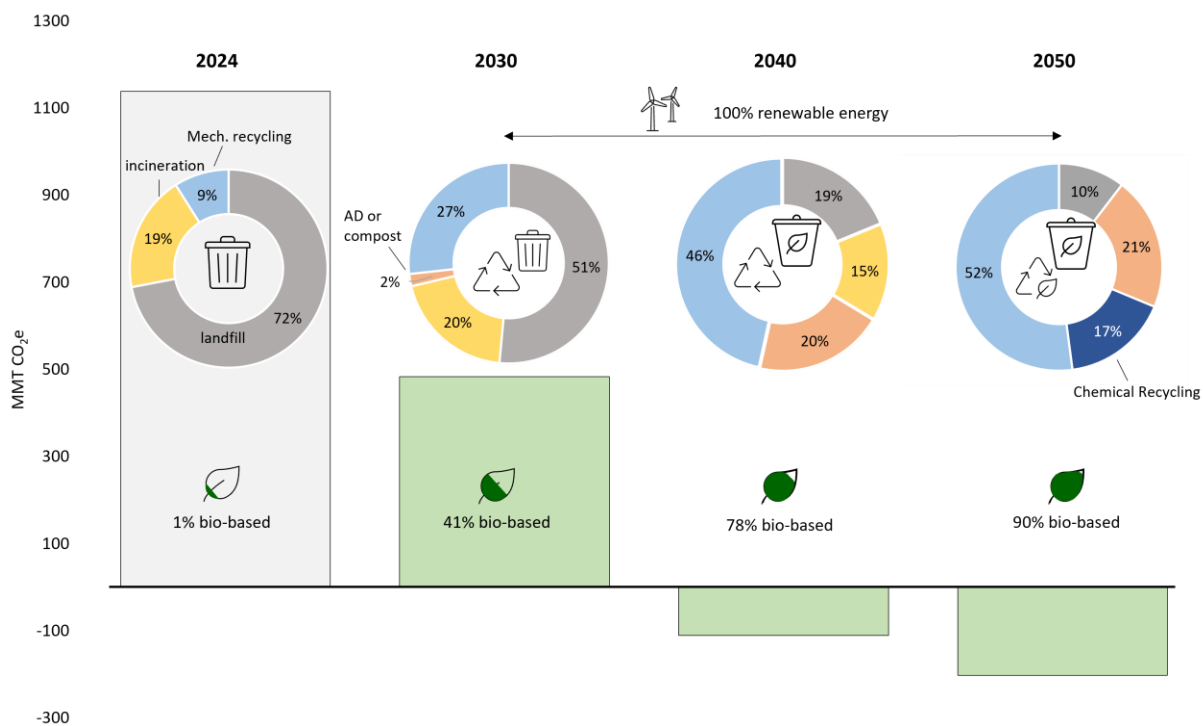 1300
2024
2030
2040
2050
1100
100% renewable energy
Mech. recycling
incineration
900
9%
19%
10%
27%
AD or
compost
19%
51%
46%
15%
52%
21%
700
2%
72%
20%
20%
17%
landfill
500
Chemical Recycling
MMT CO₂e
300
1% bio-based
41% bio-based
78% bio-based
90% bio-based
100
-100
-300